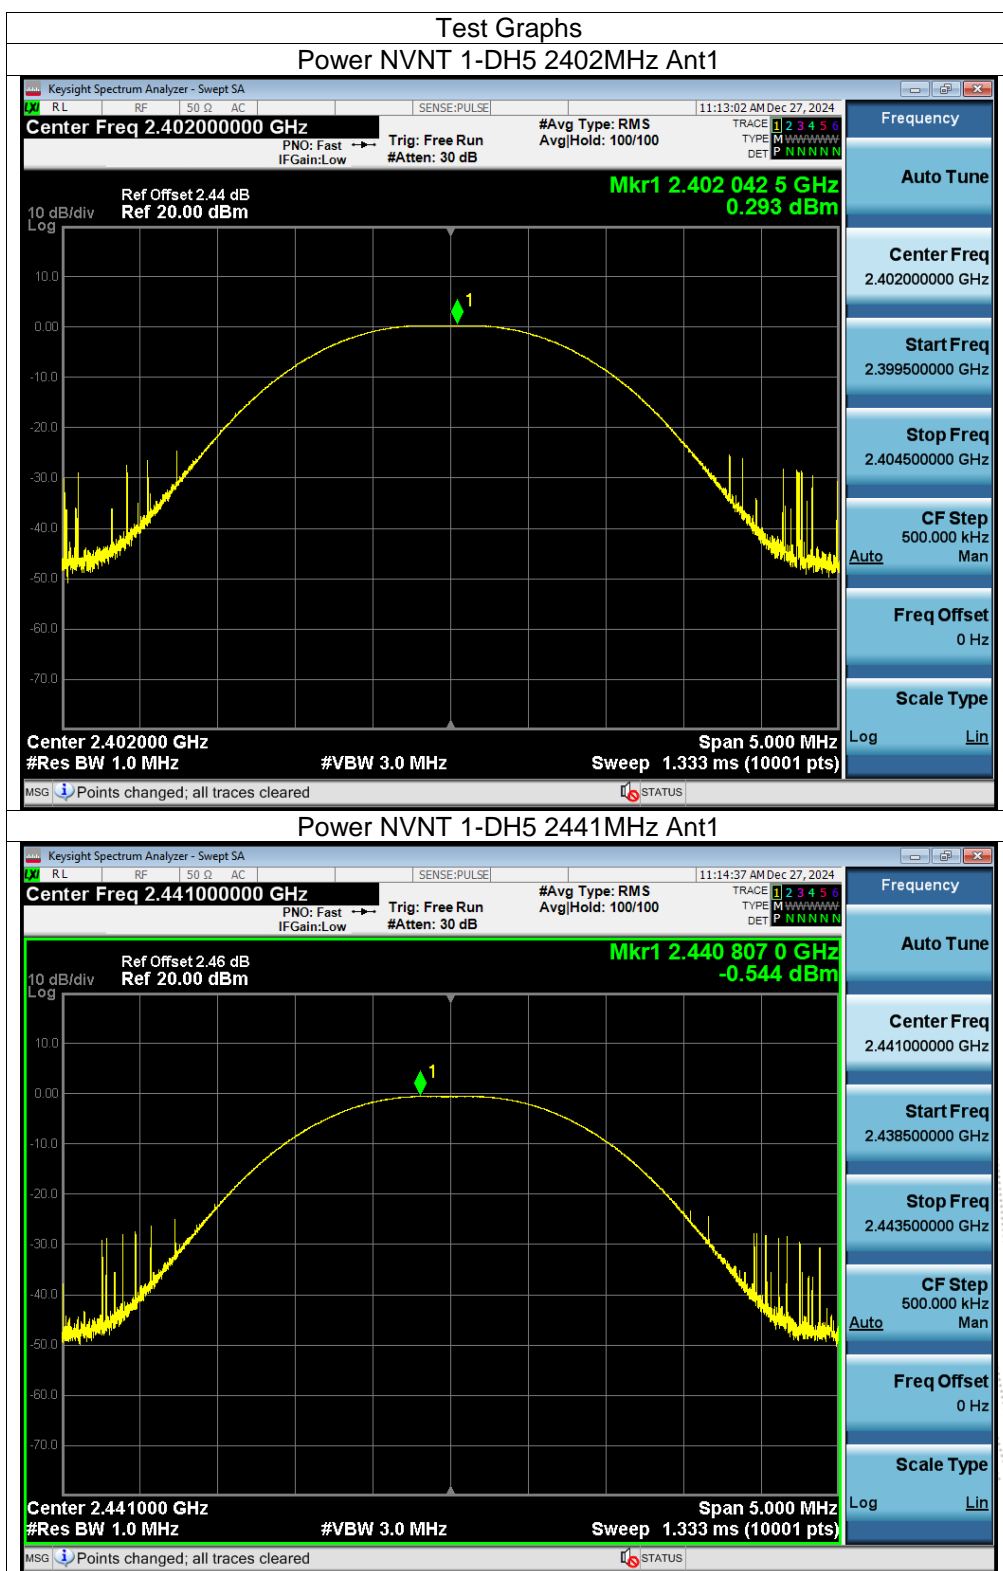 Test Graphs
Power NVNT 1-DH5 2402MHz Ant1
Keysight Spectrum Analyzer - Swept SA
LXI RL RF 50 Ω AC SENSE:PULSE 11:13:02 AM Dec 27, 2024
Center Freq 2.402000000 GHz #Avg Type: RMS TRACE 1 2 3 4 5 6
PNO: Fast Trig: Free Run Avg|Hold: 100/100 TYPE M WWWWW
IFGain:Low #Atten: 30 dB DET P N N N N N
Frequency
Auto Tune
Ref Offset 2.44 dB Mkr1 2.402 042 5 GHz
10 dB/div Ref 20.00 dBm 0.293 dBm
Log
10.0
0.00
-10.0
-20.0
-30.0
-40.0
-50.0
-60.0
-70.0
1
Center Freq
2.402000000 GHz
Start Freq
2.399500000 GHz
Stop Freq
2.404500000 GHz
CF Step
500.000 kHz
Auto Man
Freq Offset
0 Hz
Scale Type
Log Lin
Center 2.402000 GHz Span 5.000 MHz
#Res BW 1.0 MHz #VBW 3.0 MHz Sweep 1.333 ms (10001 pts)
MSG Points changed; all traces cleared STATUS
Power NVNT 1-DH5 2441MHz Ant1
Keysight Spectrum Analyzer - Swept SA
LXI RL RF 50 Ω AC SENSE:PULSE 11:14:37 AM Dec 27, 2024
Center Freq 2.441000000 GHz #Avg Type: RMS TRACE 1 2 3 4 5 6
PNO: Fast Trig: Free Run Avg|Hold: 100/100 TYPE M WWWWW
IFGain:Low #Atten: 30 dB DET P N N N N N
Frequency
Auto Tune
Ref Offset 2.46 dB Mkr1 2.440 807 0 GHz
10 dB/div Ref 20.00 dBm -0.544 dBm
Log
10.0
0.00
-10.0
-20.0
-30.0
-40.0
-50.0
-60.0
-70.0
1
Center Freq
2.441000000 GHz
Start Freq
2.438500000 GHz
Stop Freq
2.443500000 GHz
CF Step
500.000 kHz
Auto Man
Freq Offset
0 Hz
Scale Type
Log Lin
Center 2.441000 GHz Span 5.000 MHz
#Res BW 1.0 MHz #VBW 3.0 MHz Sweep 1.333 ms (10001 pts)
MSG Points changed; all traces cleared STATUS